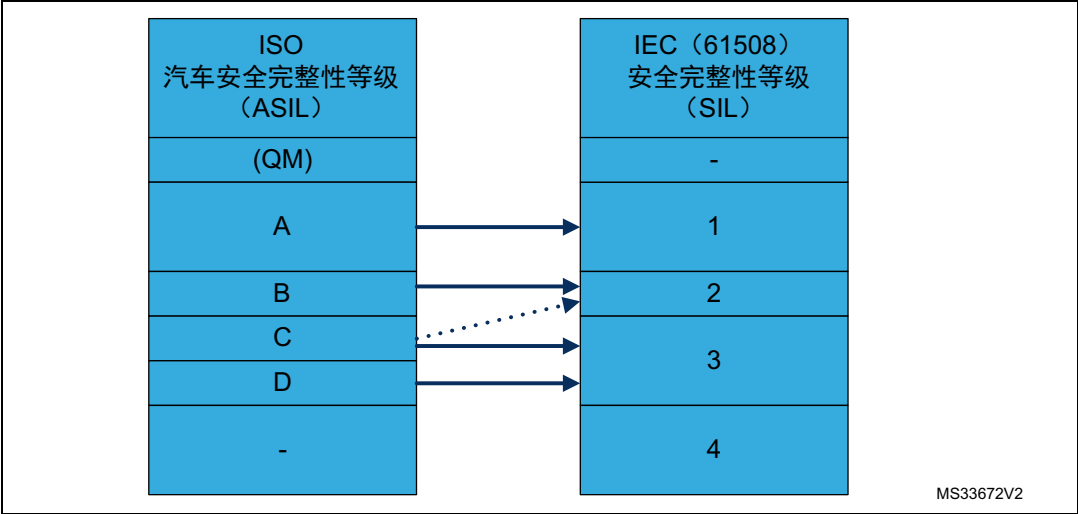 ISO
汽车安全完整性等级
（ASIL）
(QM)
A
B
C
D
-
IEC（61508）
安全完整性等级
（SIL）
-
1
2
3
4
MS33672V2